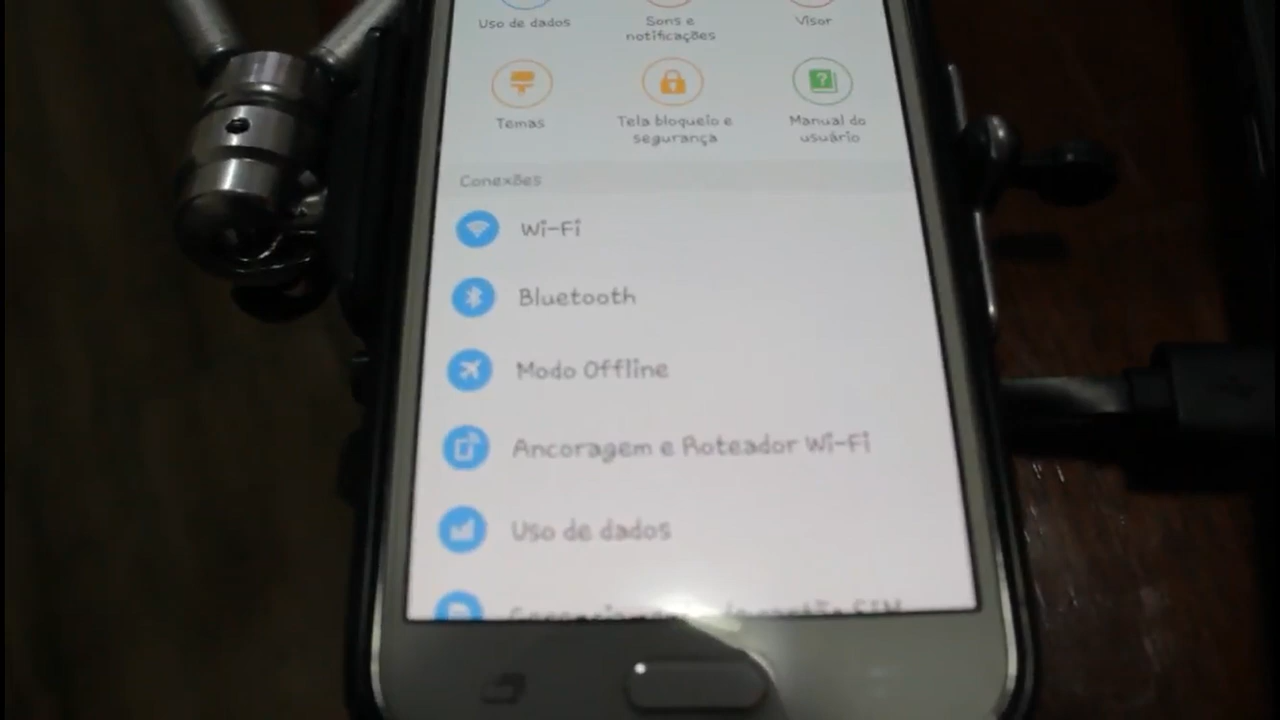 Uso de dados
Sons e
notificações
Visor
Temas
Tela bloqueio e
segurança
Manual do
usuário
Conexões
Wi-Fi
Bluetooth
Modo Offline
Ancoragem e Roteador Wi-Fi
Uso de dados